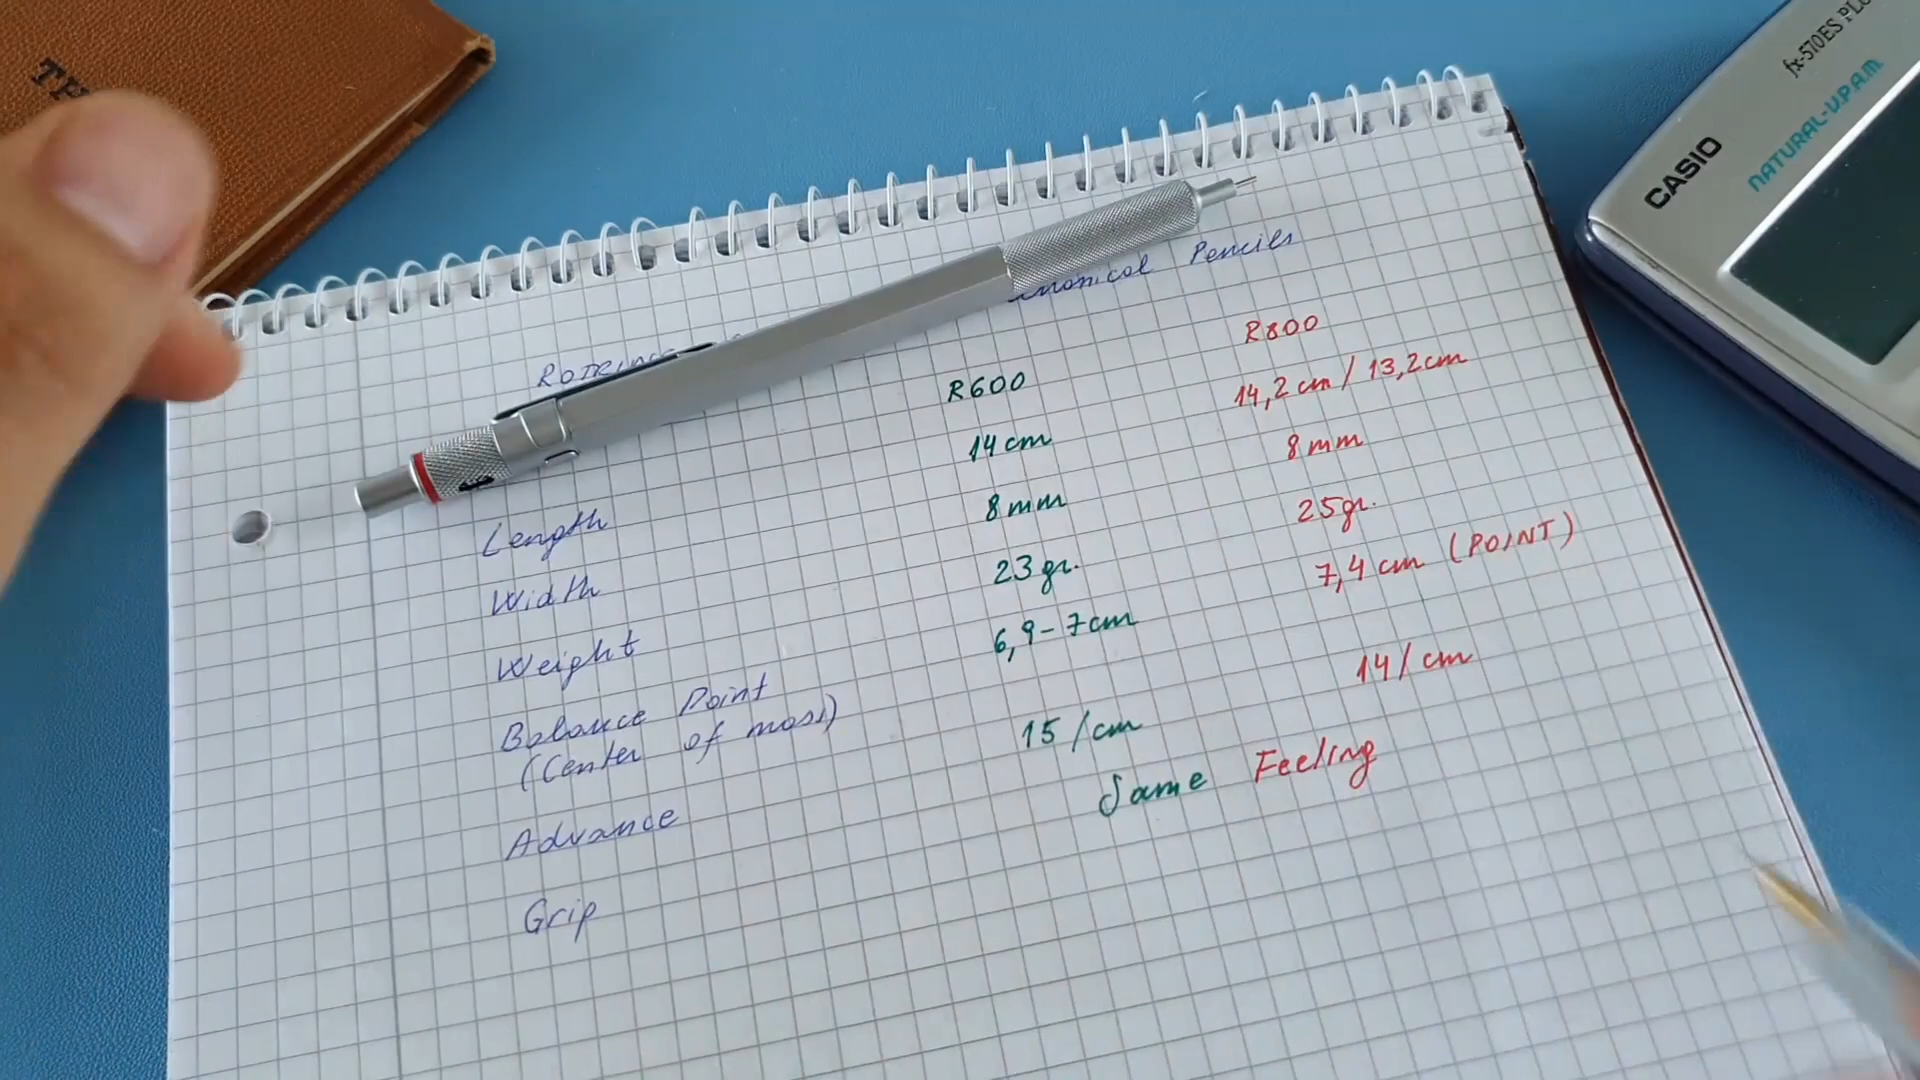 fx-570ES PLUS
NATURAL-V.P.A.M.
CASIO
Pencils
R600 R800
Length 14 cm 14,2 cm / 13,2 cm
Width 8 mm 8 mm
Weight 23 gr. 25 gr.
Balance Point 6,9 - 7 cm 7,4 cm (POINT)
(Center of mass)
Advance 15 / cm 14 / cm
Grip Same Feeling